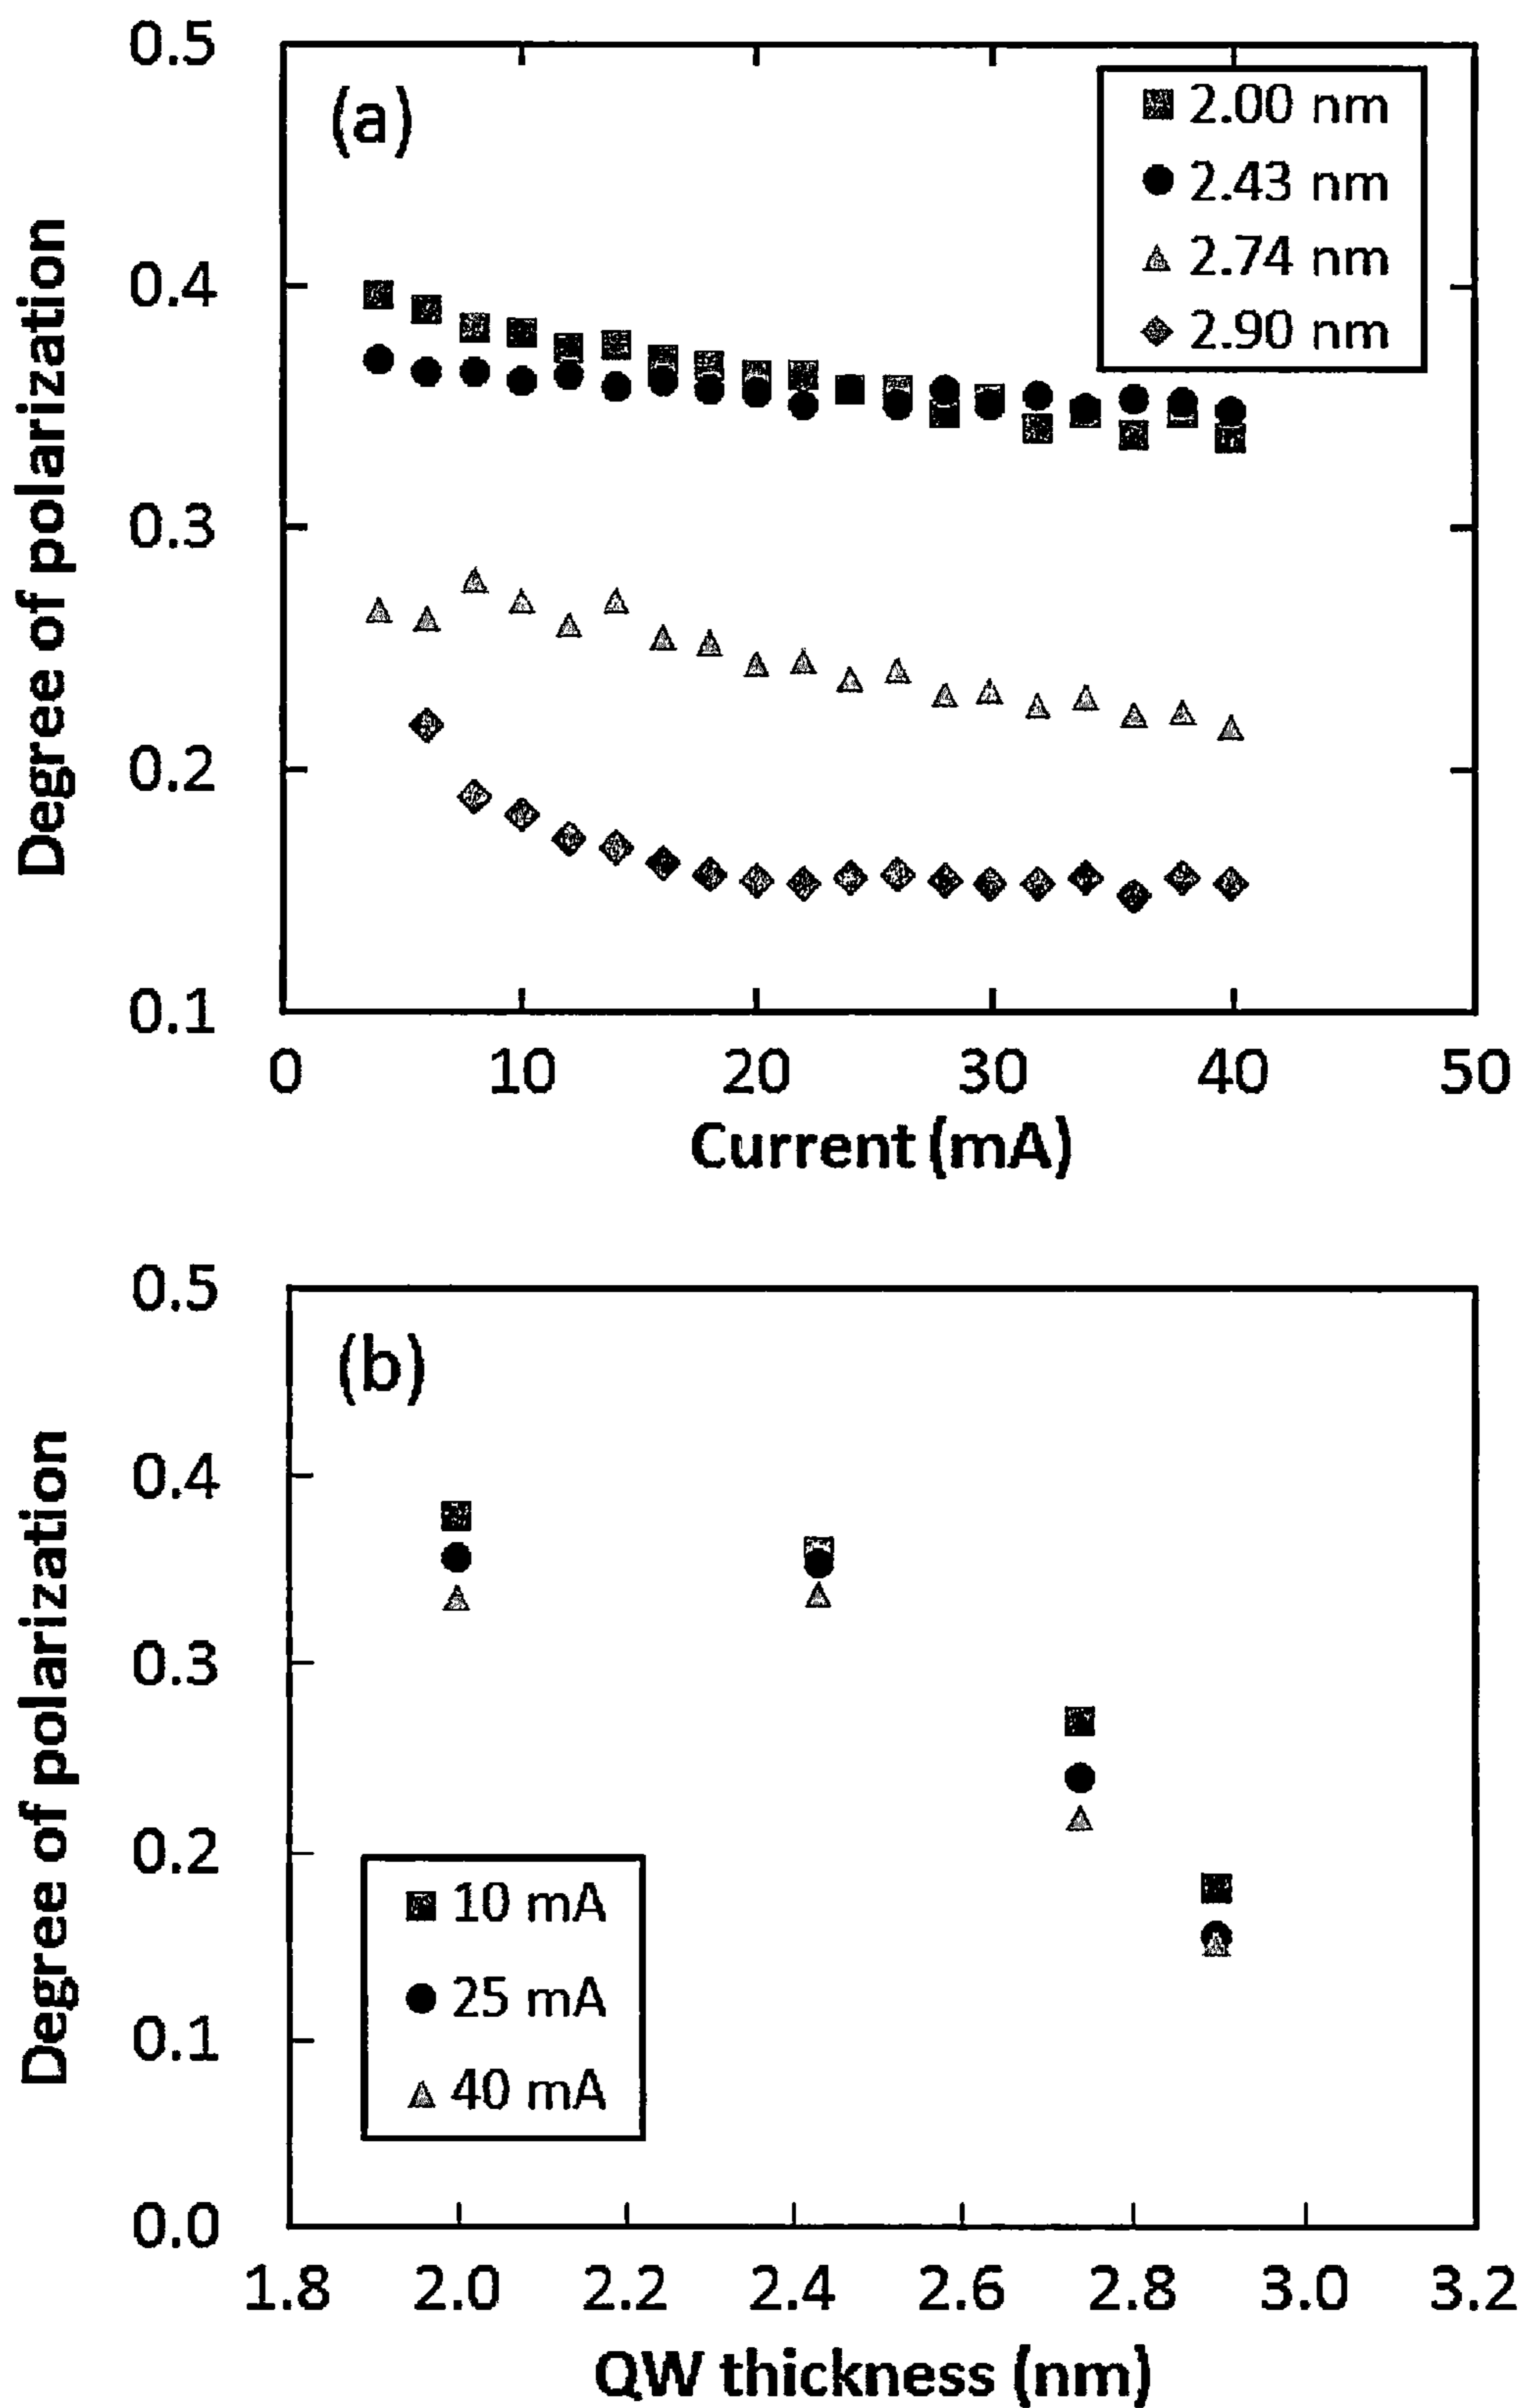 0.5
(a)
2.00 nm
2.43 nm
2.74 nm
2.90 nm
0.4
0.3
0.2
0.1
Degree of polarization
0 10 20 30 40 50
Current (mA)
0.5
(b)
0.4
0.3
0.2
0.1
0.0
Degree of polarization
10 mA
25 mA
40 mA
1.8 2.0 2.2 2.4 2.6 2.8 3.0 3.2
QW thickness (nm)